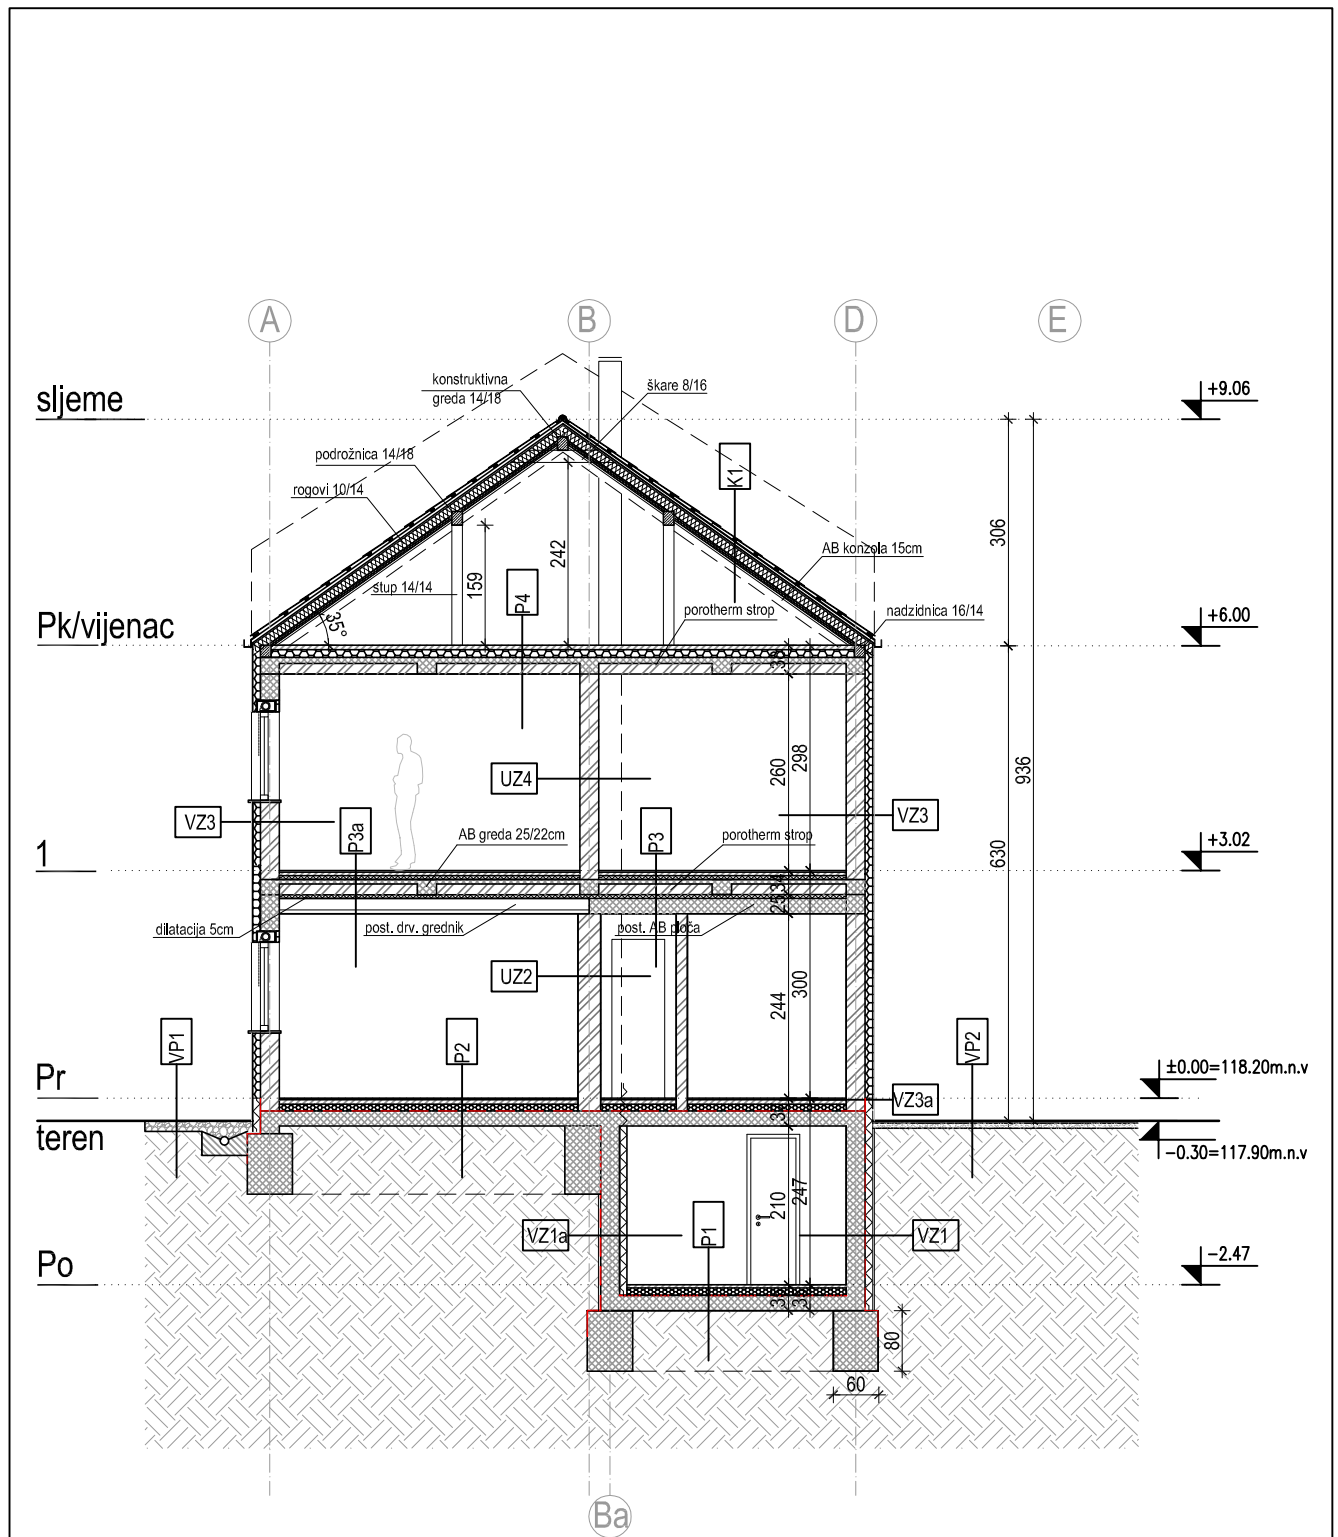 A
B
D
E
sljeme
konstruktivna
greda 14/18
škare 8/16
+9.06
podrožnica 14/18
rogovi 10/14
K1
306
AB konzola 15cm
242
159
stup 14/14
P4
porotherm strop
nadzidnica 16/14
35°
Pk/vijenac
+6.00
260
298
936
UZ4
VZ3
P3a
AB greda 25/22cm
P3
porotherm strop
VZ3
1
630
+3.02
25
34
dilatacija 5cm
post. drv. grednik
post. AB ploča
UZ2
244
300
VP1
P2
VP2
Pr
±0.00=118.20m.n.v
VZ3a
teren
-0.30=117.90m.n.v
210
247
VZ1a
P1
VZ1
Po
-2.47
80
60
Ba